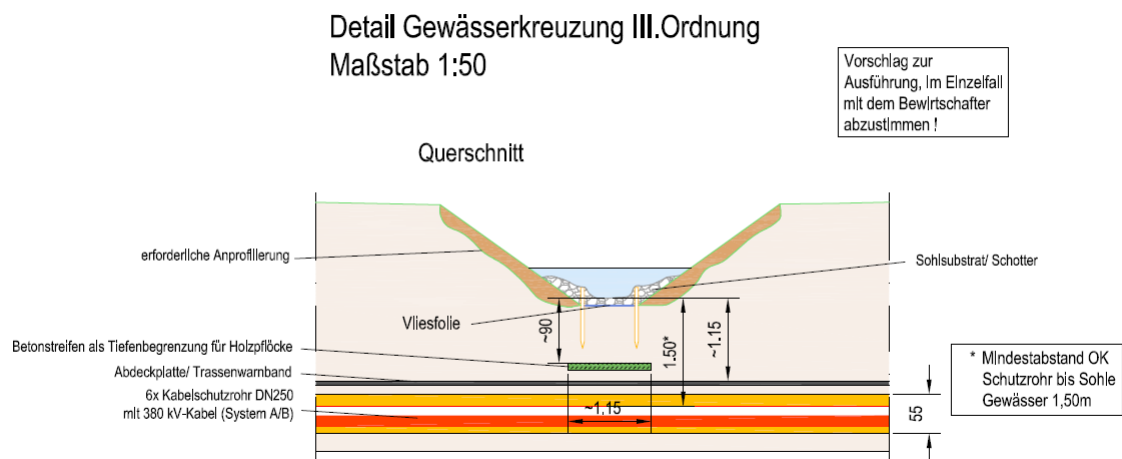 Detail Gewässerkreuzung III.Ordnung
Maßstab 1:50
Vorschlag zur
Ausführung, im Einzelfall
mit dem Bewirtschafter
abzustimmen !
Querschnitt
erforderliche Anprofilierung
Sohlsubstrat/ Schotter
Vliesfolie
~90
1.50*
~1.15
Betonstreifen als Tiefenbegrenzung für Holzpflöcke
Abdeckplatte/ Trassenwarnband
6x Kabelschutzrohr DN250
mit 380 kV-Kabel (System A/B)
~1,15
55
* Mindestabstand OK
Schutzrohr bis Sohle
Gewässer 1,50m